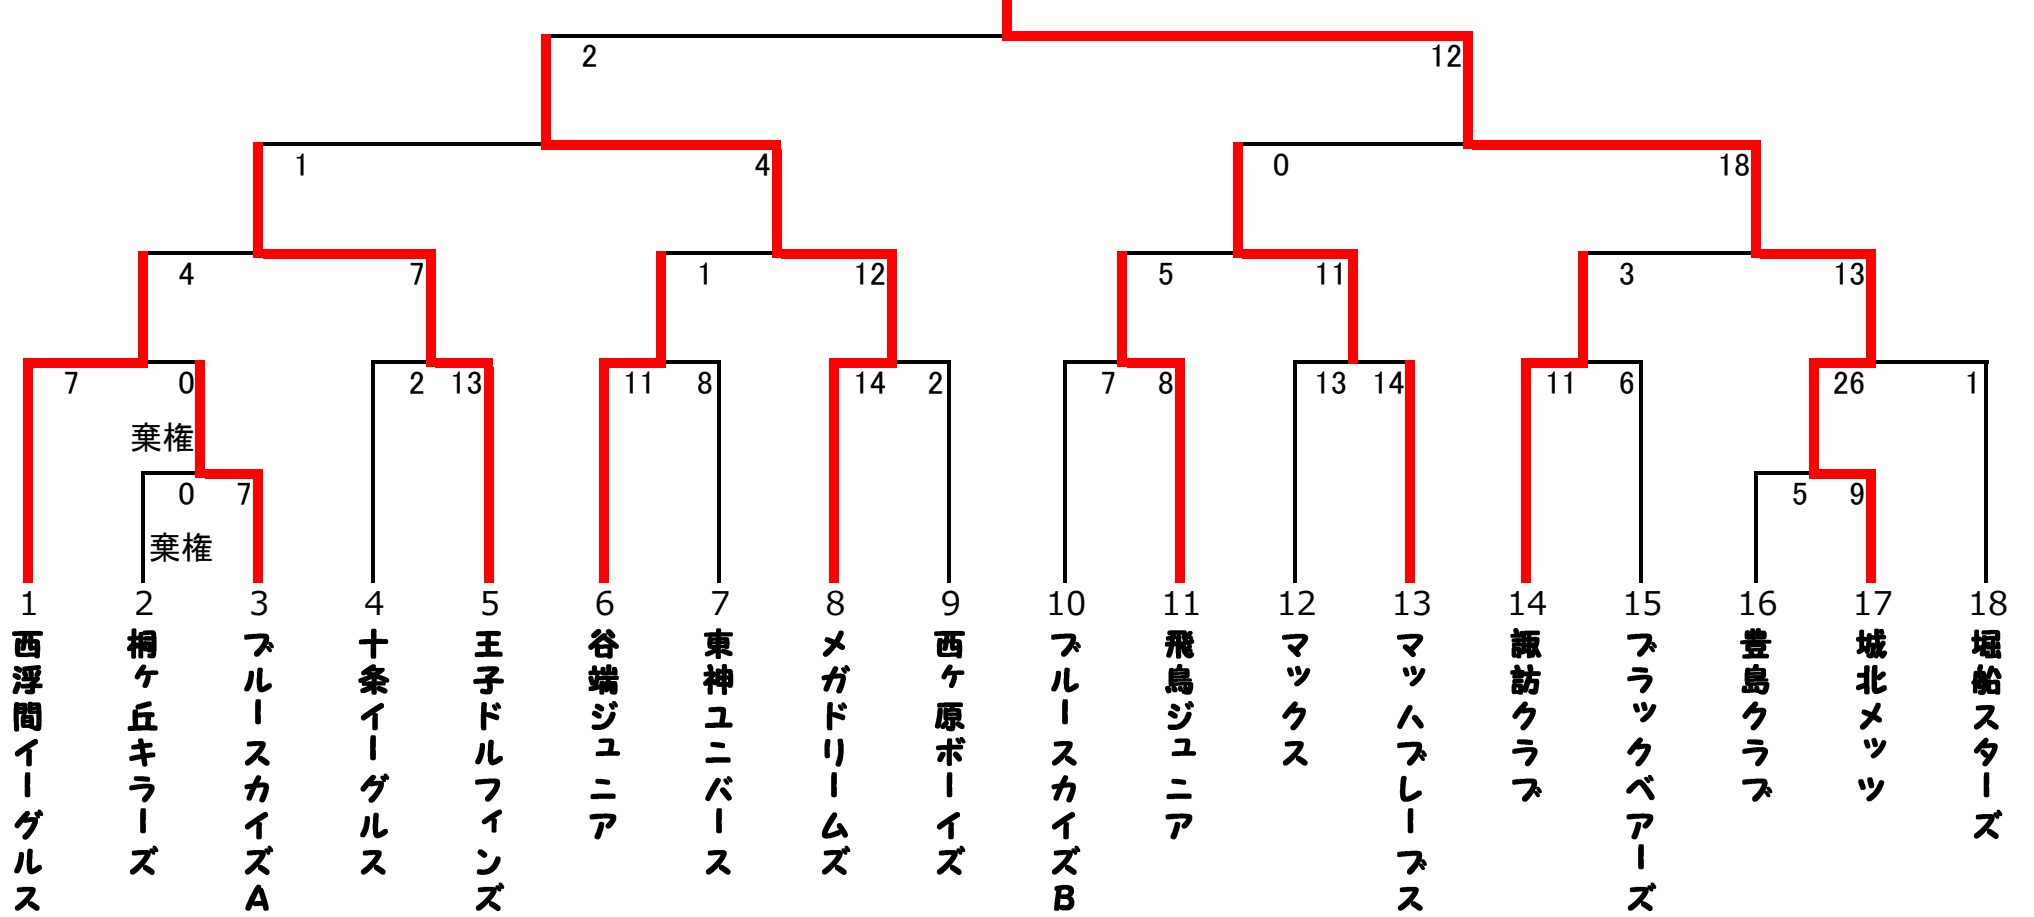 2
12
1
4
0
18
4
7
1
12
5
11
3
13
7
0
2
13
11
8
14
2
7
8
13
14
11
6
26
1
棄権
0
7
5
9
棄権
1
2
3
4
5
6
7
8
9
10
11
12
13
14
15
16
17
18
西浮間イーグルス
桐ケ丘キラーズ
ブルースカイズA
十条イーグルス
王子ドルフィンズ
谷端ジュニア
東神ユニバース
メガドリームズ
西ケ原ボーイズ
ブルースカイズB
飛鳥ジュニア
マックス
マッハブレーブス
諏訪クラブ
ブラックベアーズ
豊島クラブ
城北メッツ
堀船スターズ